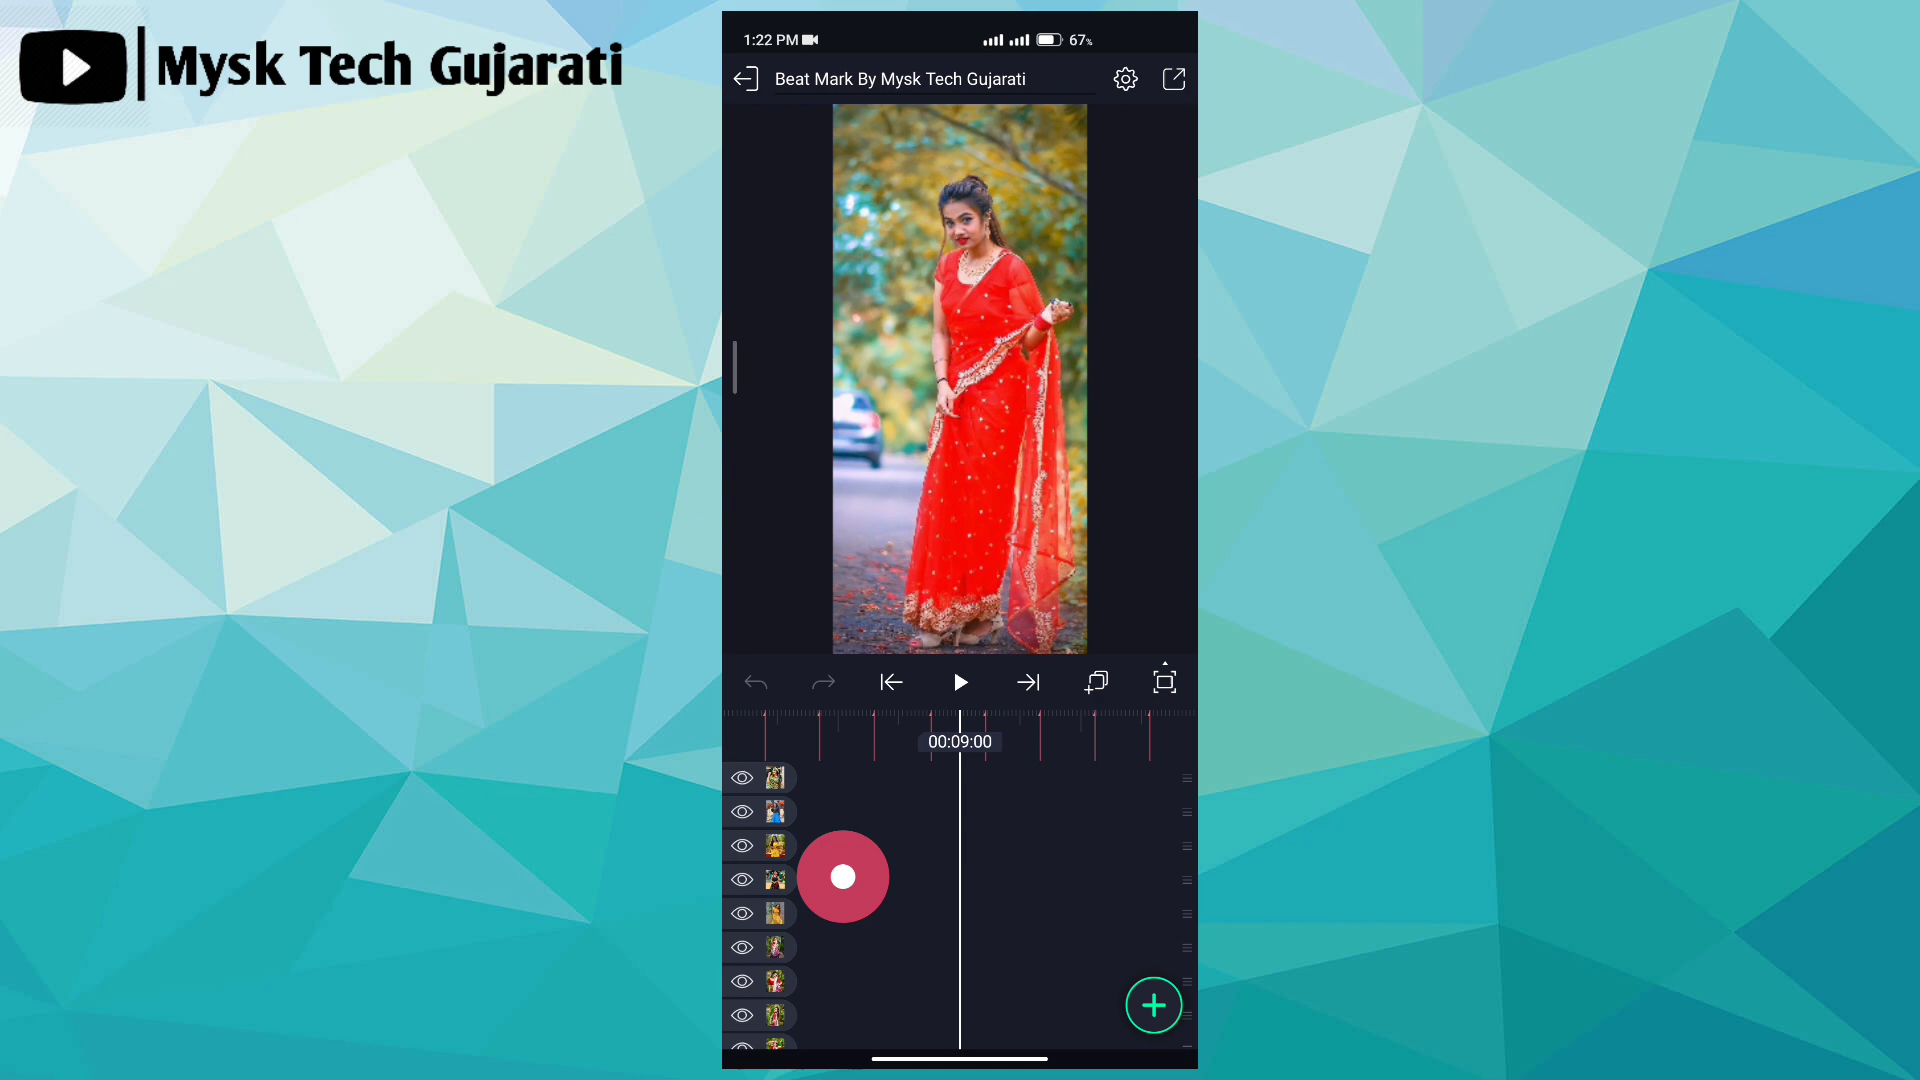 Mysk Tech Gujarati
1:22 PM
67%
Beat Mark By Mysk Tech Gujarati
00:09:00